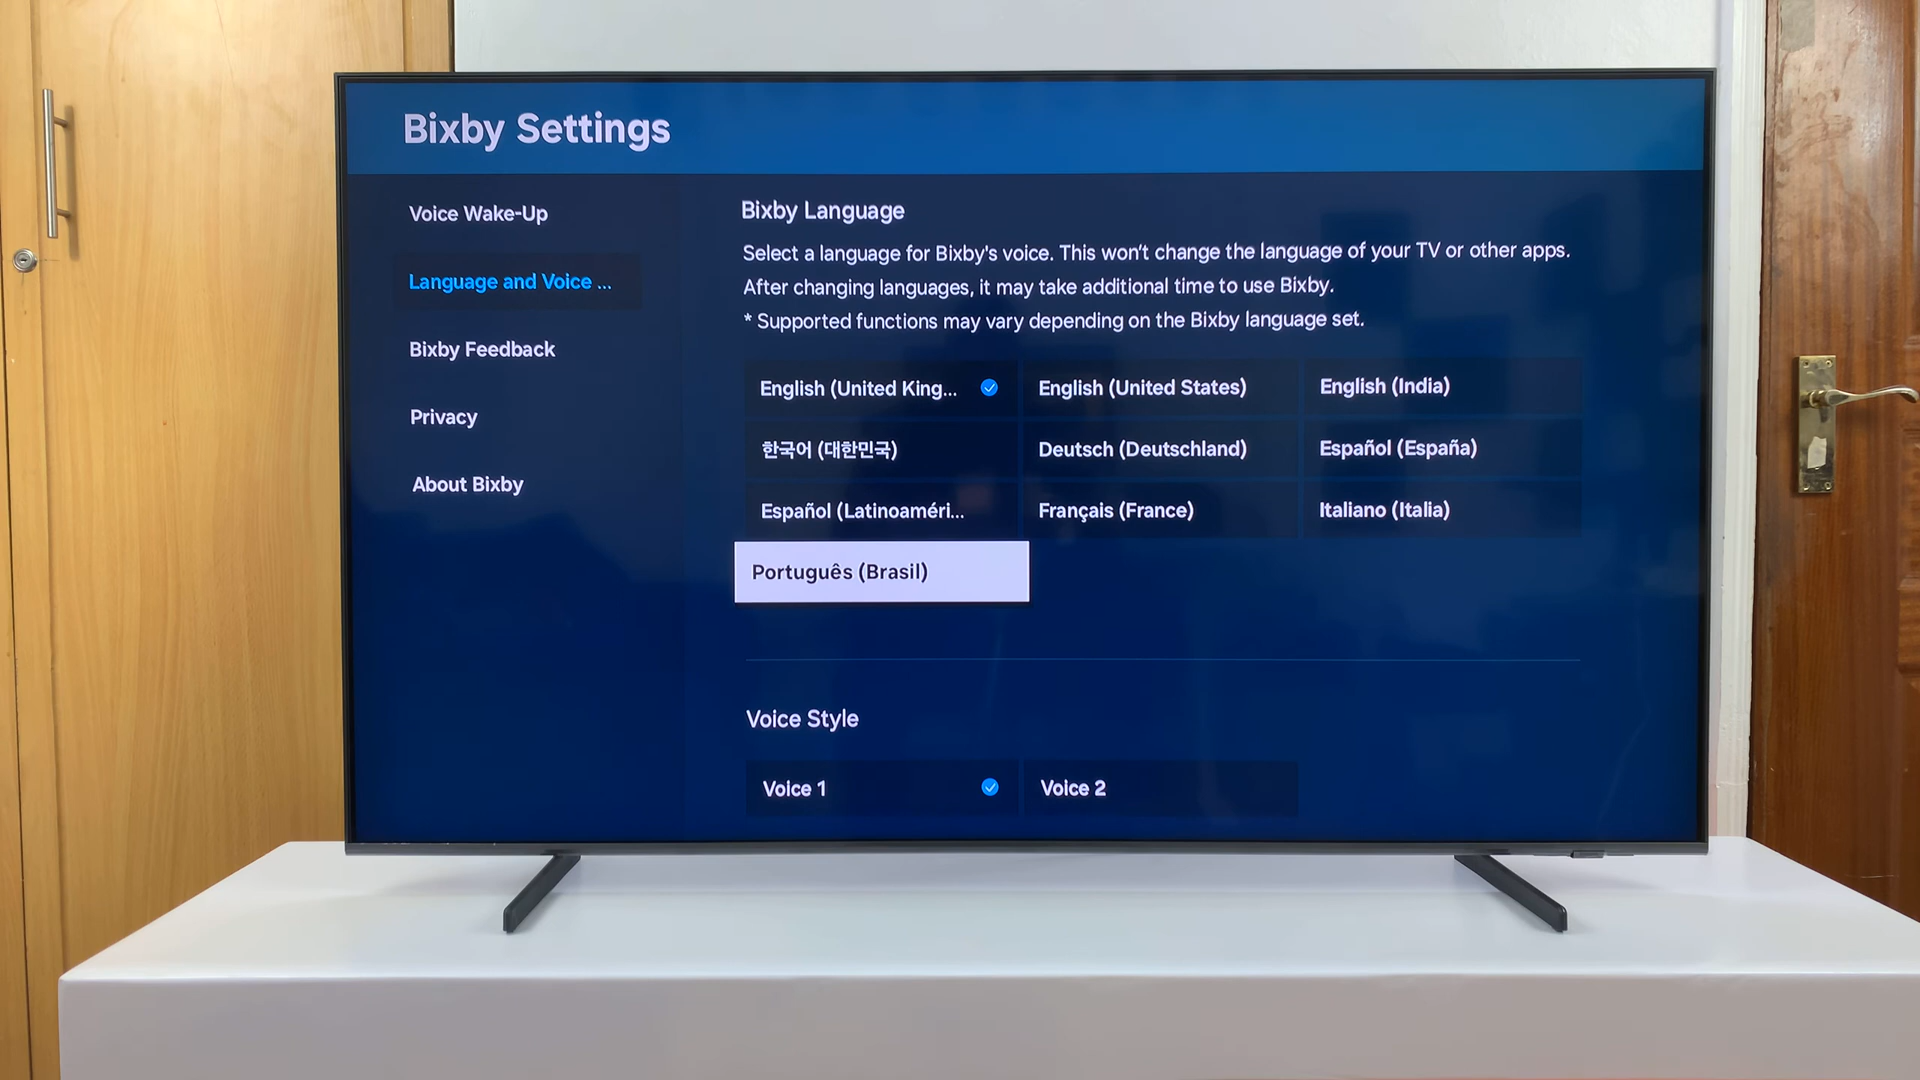 Bixby Settings
Voice Wake-Up
Language and Voice ...
Bixby Feedback
Privacy
About Bixby
Bixby Language
Select a language for Bixby's voice. This won't change the language of your TV or other apps.
After changing languages, it may take additional time to use Bixby.
* Supported functions may vary depending on the Bixby language set.
English (United King... English (United States) English (India)
한국어 (대한민국) Deutsch (Deutschland) Español (España)
Español (Latinoaméri... Français (France) Italiano (Italia)
Português (Brasil)
Voice Style
Voice 1 Voice 2